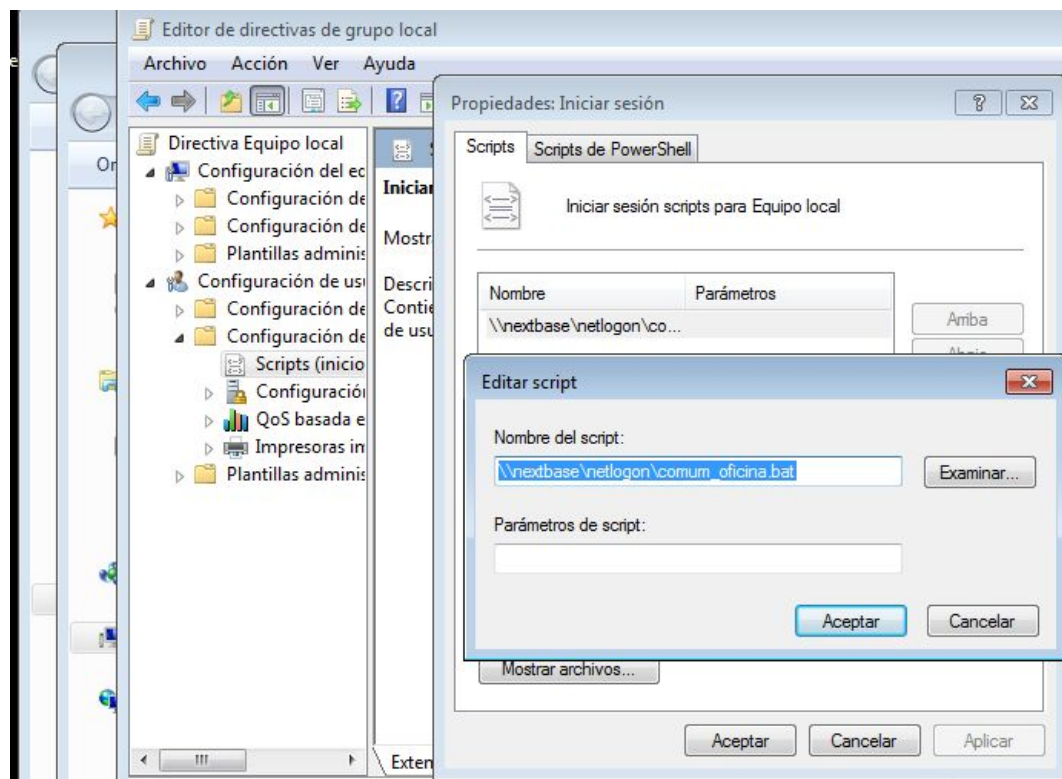 Editor de directivas de grupo local
Archivo Acción Ver Ayuda
Directiva Equipo local
Configuración del ec
Configuración de
Configuración de
Plantillas adminis
Configuración de usu
Configuración de
Configuración de
Scripts (inicio
Configuració
QoS basada e
Impresoras in
Plantillas adminis
Or
Iniciar
Mostr
Descri
Contie
de usu
Exten
Propiedades: Iniciar sesión
Scripts
Scripts de PowerShell
Iniciar sesión scripts para Equipo local
Nombre Parámetros
\\nextbase\netlogon\co...
Arriba
Abajo
Editar script
Nombre del script:
\\nextbase\netlogon\comum_oficina.bat
Examinar...
Parámetros de script:
Aceptar Cancelar
Mostrar archivos...
Aceptar Cancelar Aplicar